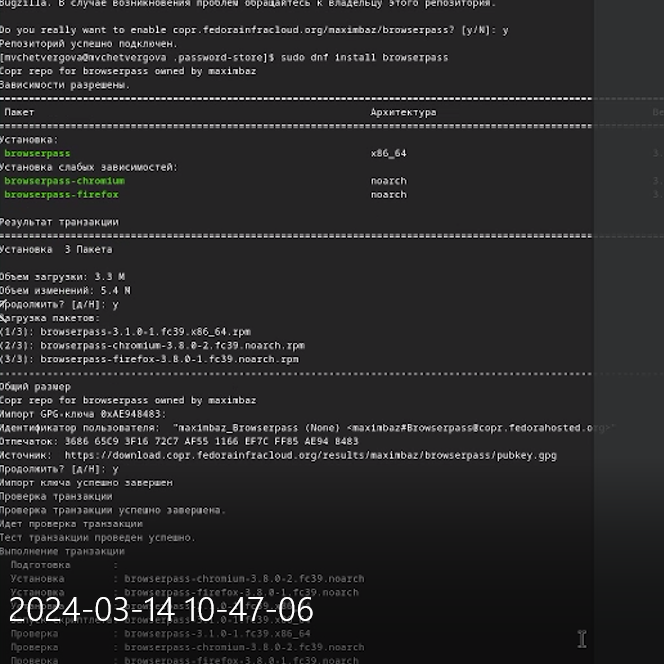 Bugzilla. В случае возникновения проблем обращайтесь к владельцу этого репозитория.
Do you really want to enable copr.fedorainfracloud.org/maximbaz/browserpass? [y/N]: y
Репозиторий успешно подключен.
[mvchetvergova@mvchetvergova .password-store]$ sudo dnf install browserpass
Copr repo for browserpass owned by maximbaz
Зависимости разрешены.
Пакет Архитектура
Установка:
browserpass x86_64
Установка слабых зависимостей:
browserpass-chromium noarch
browserpass-firefox noarch
Результат транзакции
Установка 3 Пакета
Объем загрузки: 3.3 M
Объем изменений: 5.4 M
Продолжить? [д/Н]: y
Загрузка пакетов:
(1/3): browserpass-3.1.0-1.fc39.x86_64.rpm
(2/3): browserpass-chromium-3.8.0-2.fc39.noarch.rpm
(3/3): browserpass-firefox-3.8.0-1.fc39.noarch.rpm
Общий размер
Copr repo for browserpass owned by maximbaz
Импорт GPG-ключа 0xAE948483:
Идентификатор пользователя: "maximbaz_Browserpass (None) <maximbaz#Browserpass@copr.fedorahosted.org>"
Отпечаток: 3686 65C9 3F16 72C7 AF55 1166 EF7C FF85 AE94 8483
Источник: https://download.copr.fedorainfracloud.org/results/maximbaz/browserpass/pubkey.gpg
Продолжить? [д/Н]: y
Импорт ключа успешно завершен
Проверка транзакции
Проверка транзакции успешно завершена.
Идет проверка транзакции
Тест транзакции проведен успешно.
Выполнение транзакции
Подготовка :
Установка : browserpass-chromium-3.8.0-2.fc39.noarch
Установка : browserpass-firefox-3.8.0-1.fc39.noarch
2024-03-14 10-47-06
Проверка : browserpass-3.1.0-1.fc39.x86_64
Проверка : browserpass-chromium-3.8.0-2.fc39.noarch
Проверка : browserpass-firefox-3.8.0-1.fc39.noarch